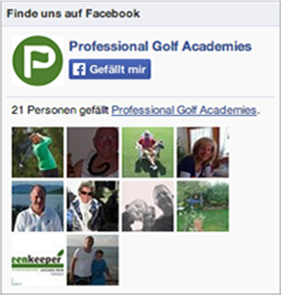 Finde uns auf Facebook
Professional Golf Academies
Gefällt mir
21 Personen gefällt Professional Golf Academies.
eenkeeper